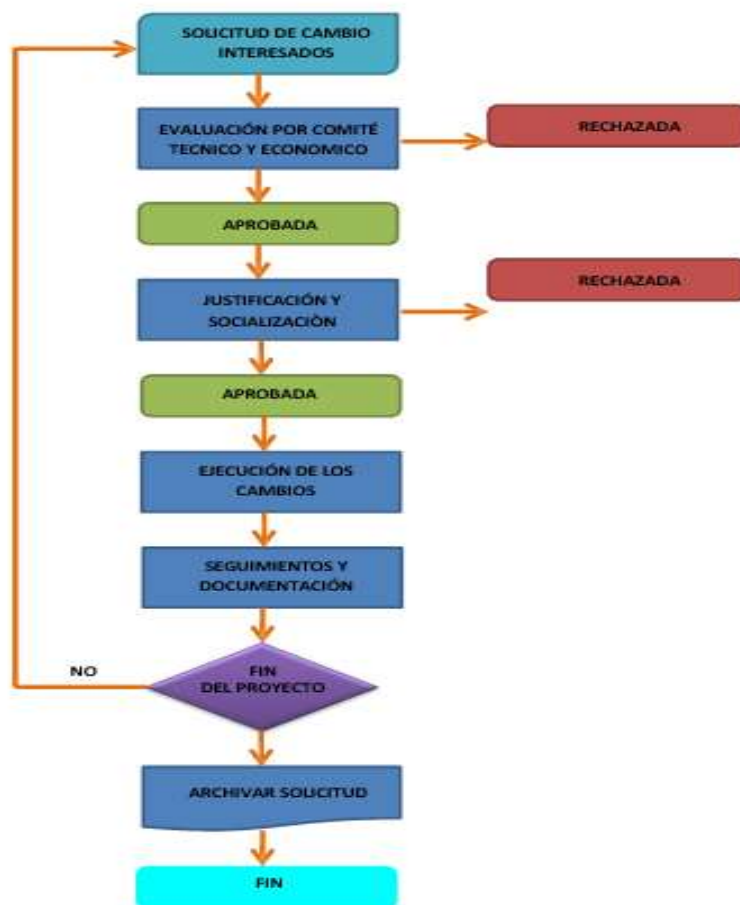 SOLICITUD DE CAMBIO
INTERESADOS
EVALUACIÓN POR COMITÉ
TECNICO Y ECONOMICO
RECHAZADA
APROBADA
JUSTIFICACIÓN Y
SOCIALIZACIÒN
RECHAZADA
APROBADA
EJECUCIÓN DE LOS
CAMBIOS
SEGUIMIENTOS Y
DOCUMENTACIÓN
NO
FIN
DEL PROYECTO
ARCHIVAR SOLICITUD
FIN